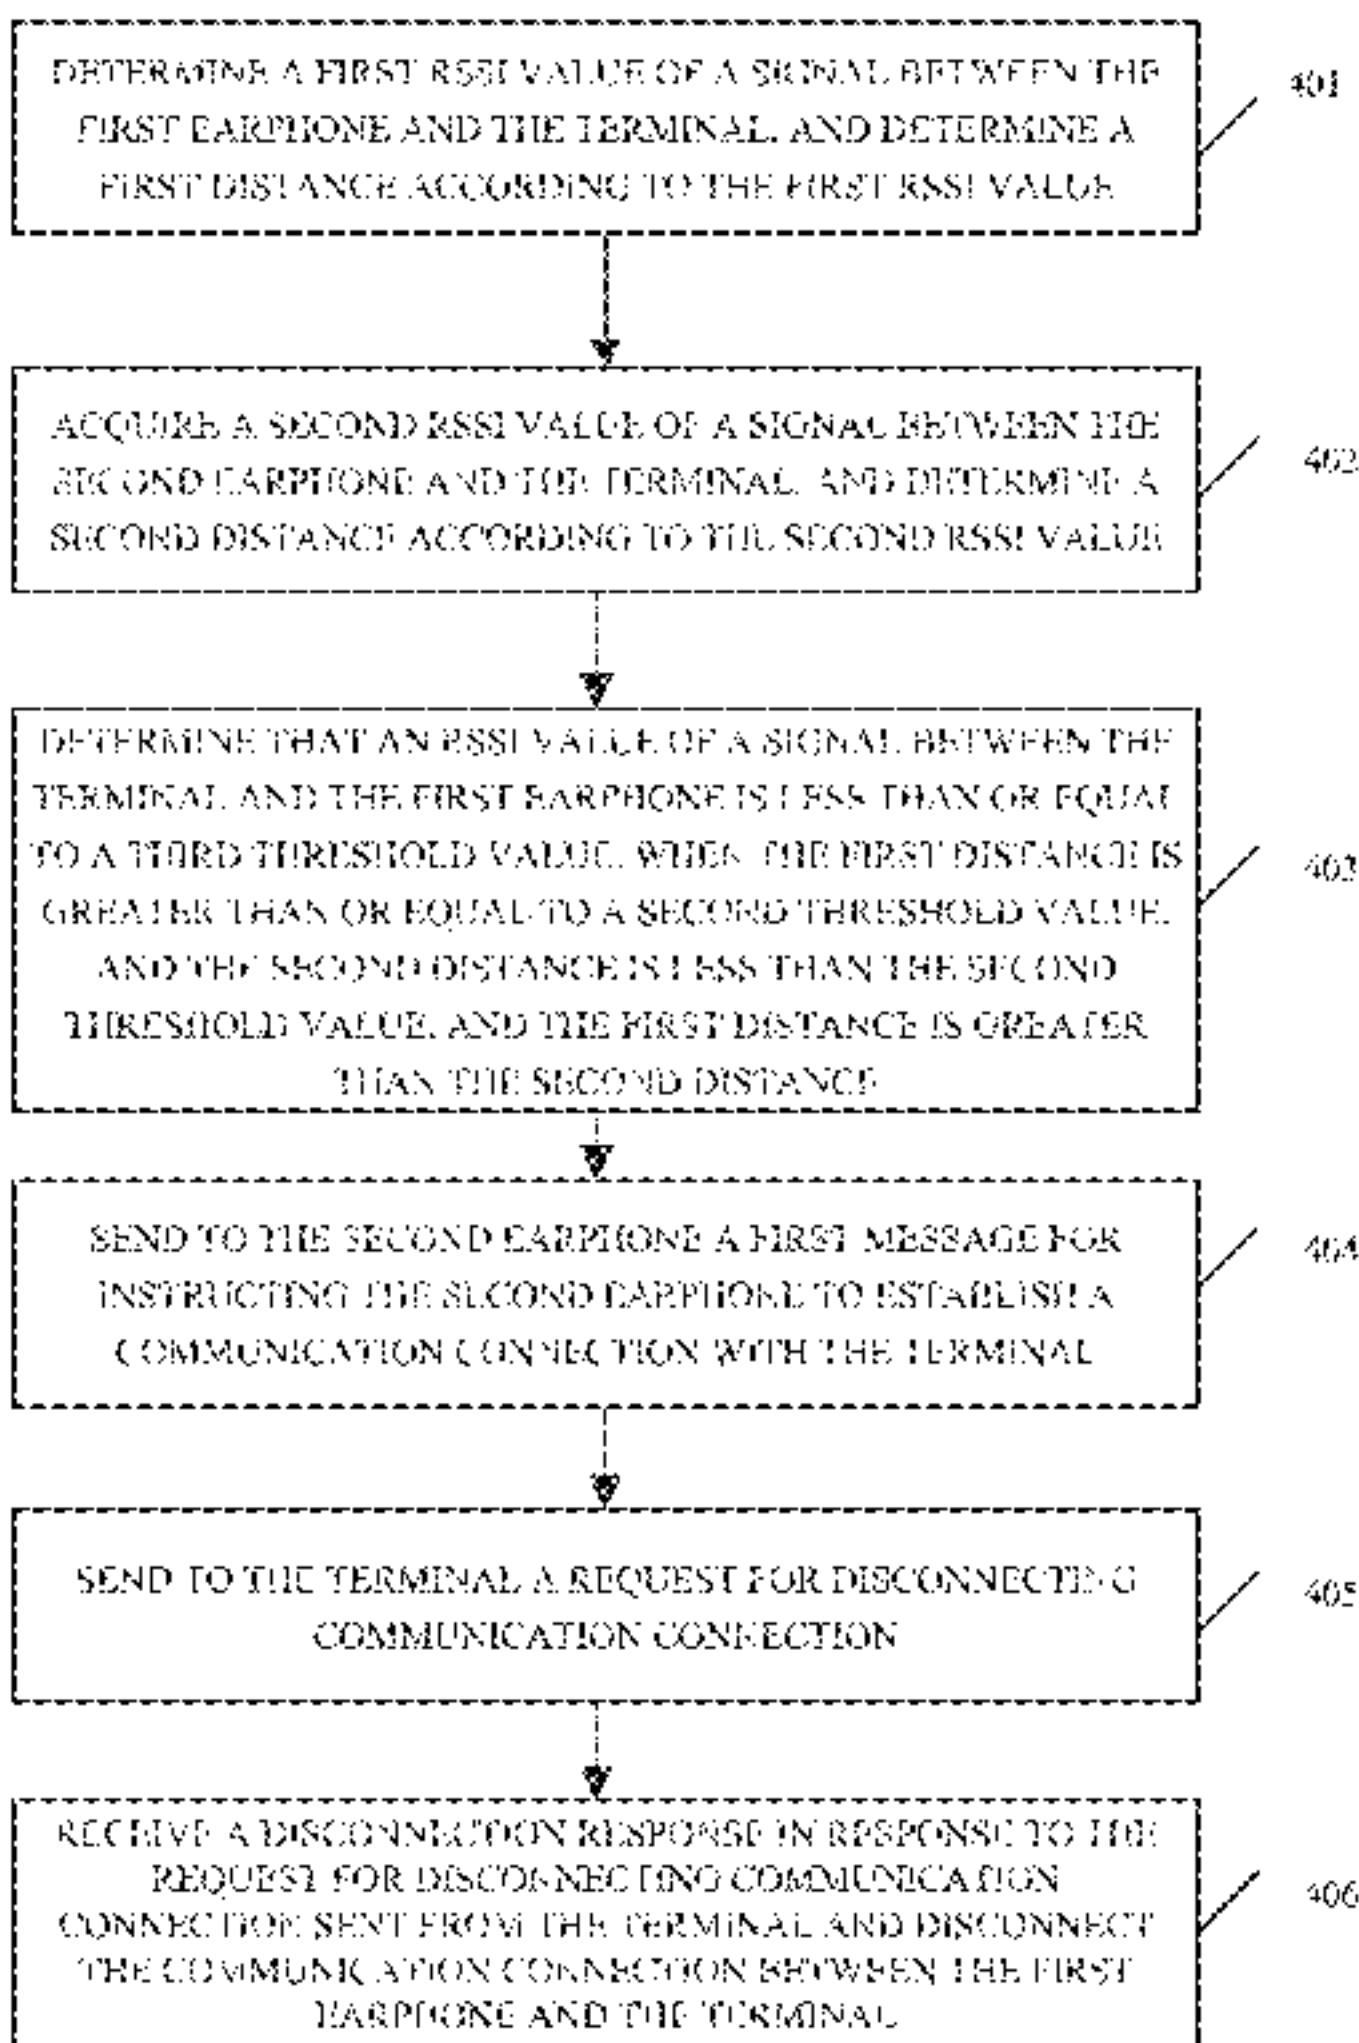 DETERMINE A FIRST RSSI VALUE OF A SIGNAL BETWEEN THE
FIRST EARPHONE AND THE TERMINAL, AND DETERMINE A
FIRST DISTANCE ACCORDING TO THE FIRST RSSI VALUE
401
ACQUIRE A SECOND RSSI VALUE OF A SIGNAL BETWEEN THE
SECOND EARPHONE AND THE TERMINAL, AND DETERMINE A
SECOND DISTANCE ACCORDING TO THE SECOND RSSI VALUE
402
DETERMINE THAT AN RSSI VALUE OF A SIGNAL BETWEEN THE
TERMINAL AND THE FIRST EARPHONE IS LESS THAN OR EQUAL
TO A THIRD THRESHOLD VALUE, WHEN THE FIRST DISTANCE IS
GREATER THAN OR EQUAL TO A SECOND THRESHOLD VALUE,
AND THE SECOND DISTANCE IS LESS THAN THE SECOND
THRESHOLD VALUE, AND THE FIRST DISTANCE IS GREATER
THAN THE SECOND DISTANCE
403
SEND TO THE SECOND EARPHONE A FIRST MESSAGE FOR
INSTRUCTING THE SECOND EARPHONE TO ESTABLISH A
COMMUNICATION CONNECTION WITH THE TERMINAL
404
SEND TO THE TERMINAL A REQUEST FOR DISCONNECTING
COMMUNICATION CONNECTION
405
RECEIVE A DISCONNECTION RESPONSE IN RESPONSE TO THE
REQUEST FOR DISCONNECTING COMMUNICATION
CONNECTION SENT FROM THE TERMINAL AND DISCONNECT
THE COMMUNICATION CONNECTION BETWEEN THE FIRST
EARPHONE AND THE TERMINAL
406